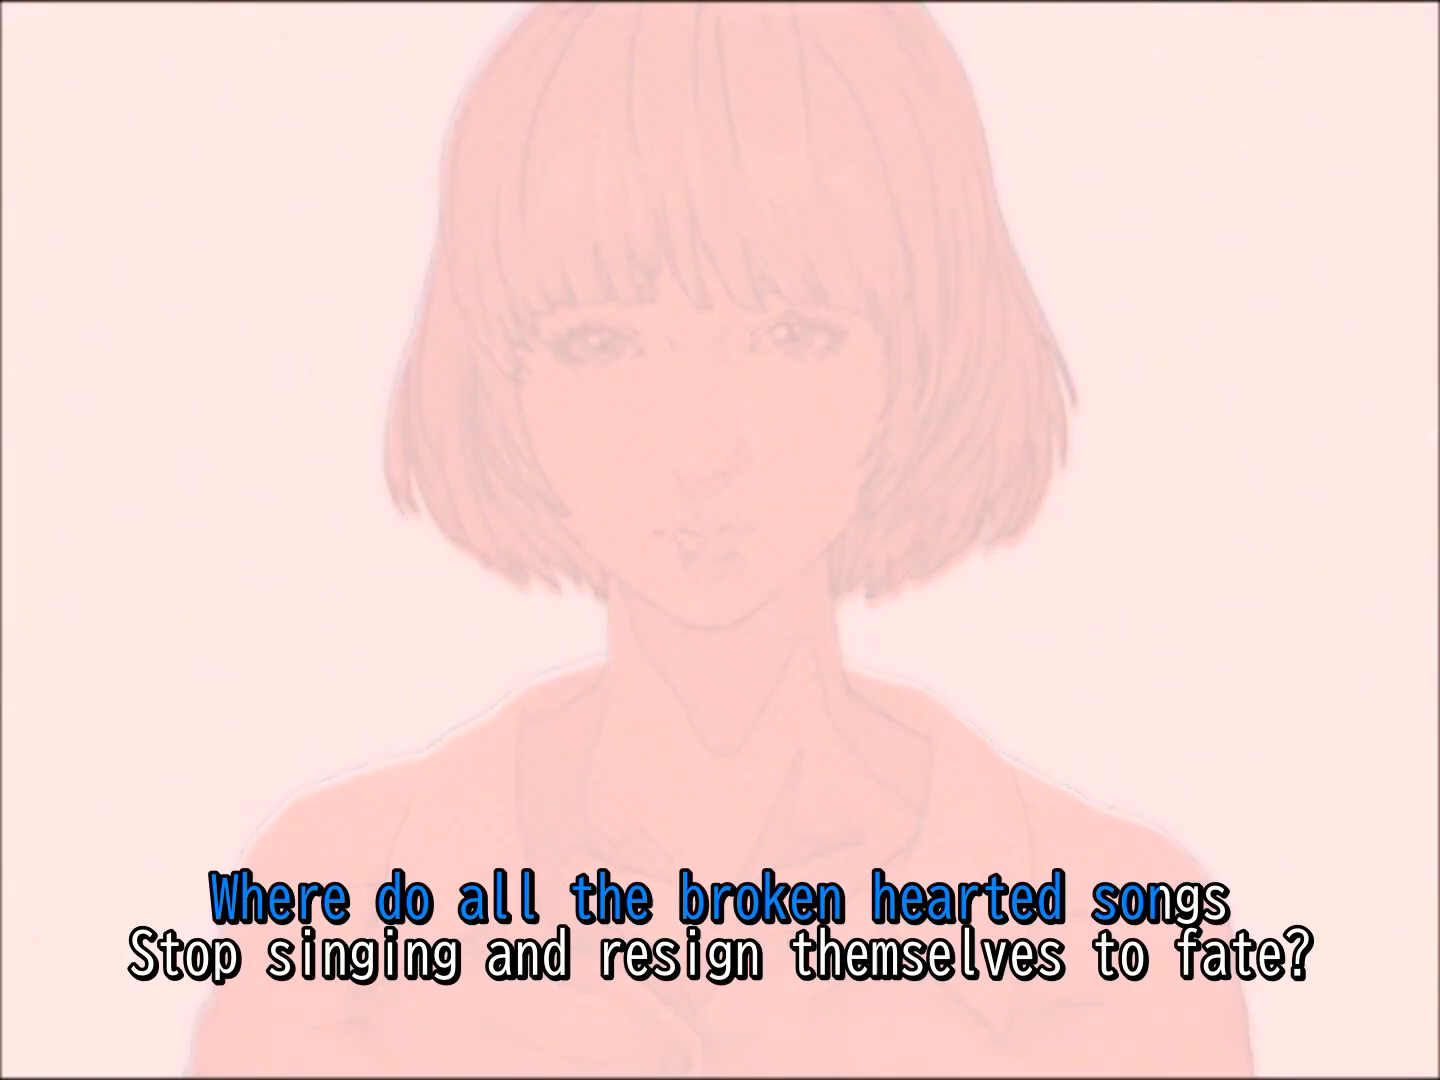 Where do all the broken hearted songs
Stop singing and resign themselves to fate?